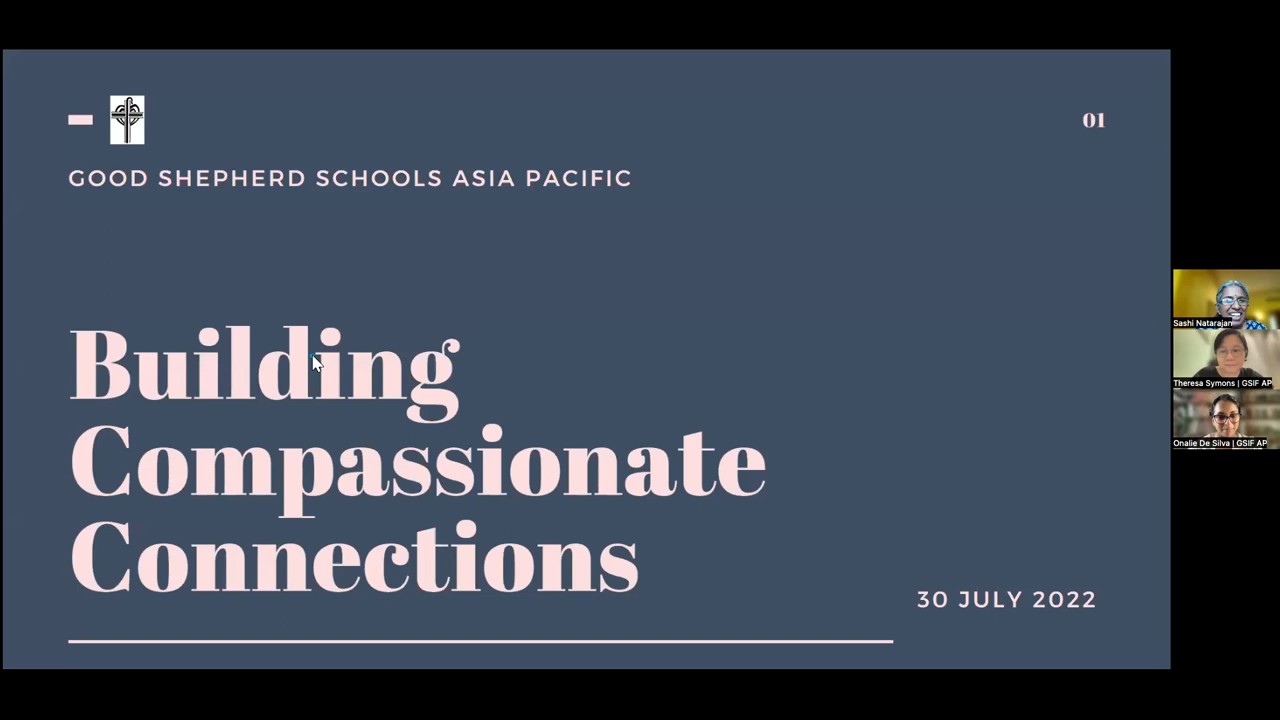 01
GOOD SHEPHERD SCHOOLS ASIA PACIFIC
Building
Compassionate
Connections
30 JULY 2022
Sashi Natarajan
Theresa Symons | GSIF AP
Onalie De Silva | GSIF AP